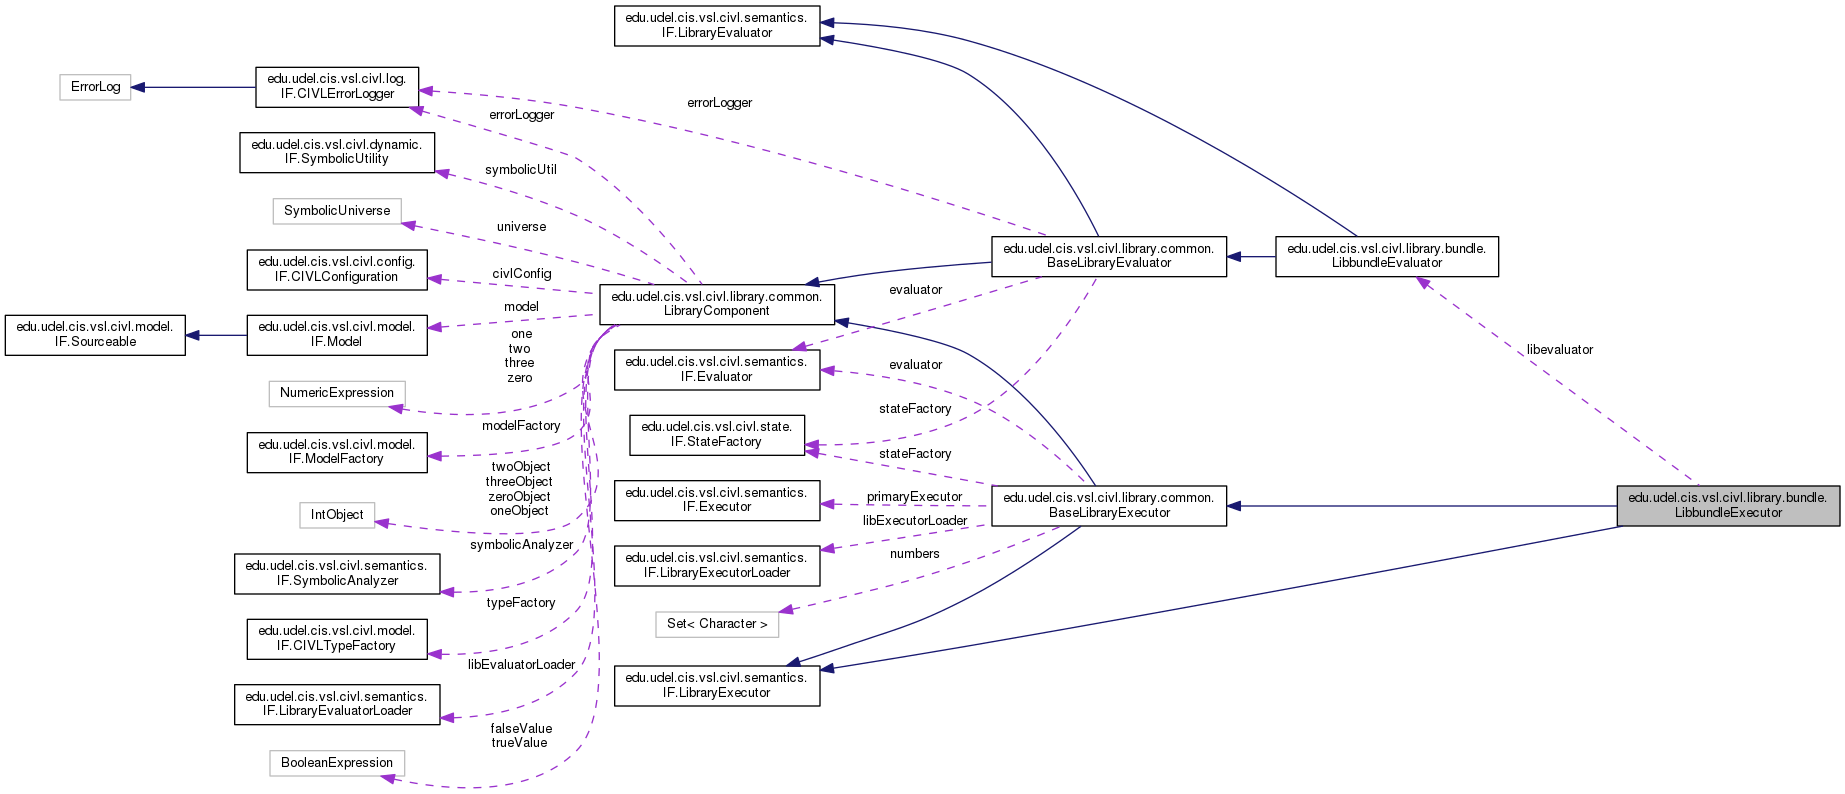 edu.udel.cis.vsl.civl.semantics.
IF.LibraryEvaluator
ErrorLog
edu.udel.cis.vsl.civl.log.
IF.CIVLErrorLogger
errorLogger
errorLogger
edu.udel.cis.vsl.civl.dynamic.
IF.SymbolicUtility
symbolicUtil
SymbolicUniverse
universe
edu.udel.cis.vsl.civl.config.
IF.CIVLConfiguration
civlConfig
edu.udel.cis.vsl.civl.library.common.
BaseLibraryEvaluator
edu.udel.cis.vsl.civl.library.bundle.
LibbundleEvaluator
evaluator
edu.udel.cis.vsl.civl.library.common.
LibraryComponent
edu.udel.cis.vsl.civl.model.
IF.Sourceable
edu.udel.cis.vsl.civl.model.
IF.Model
model
one
two
three
zero
edu.udel.cis.vsl.civl.semantics.
IF.Evaluator
evaluator
libevaluator
NumericExpression
stateFactory
edu.udel.cis.vsl.civl.model.
IF.ModelFactory
modelFactory
edu.udel.cis.vsl.civl.state.
IF.StateFactory
stateFactory
twoObject
threeObject
zeroObject
oneObject
IntObject
edu.udel.cis.vsl.civl.semantics.
IF.Executor
primaryExecutor
edu.udel.cis.vsl.civl.library.common.
BaseLibraryExecutor
edu.udel.cis.vsl.civl.library.bundle.
LibbundleExecutor
libExecutorLoader
symbolicAnalyzer
edu.udel.cis.vsl.civl.semantics.
IF.SymbolicAnalyzer
edu.udel.cis.vsl.civl.semantics.
IF.LibraryExecutorLoader
numbers
typeFactory
edu.udel.cis.vsl.civl.model.
IF.CIVLTypeFactory
Set< Character >
libEvaluatorLoader
edu.udel.cis.vsl.civl.semantics.
IF.LibraryEvaluatorLoader
edu.udel.cis.vsl.civl.semantics.
IF.LibraryExecutor
falseValue
trueValue
BooleanExpression